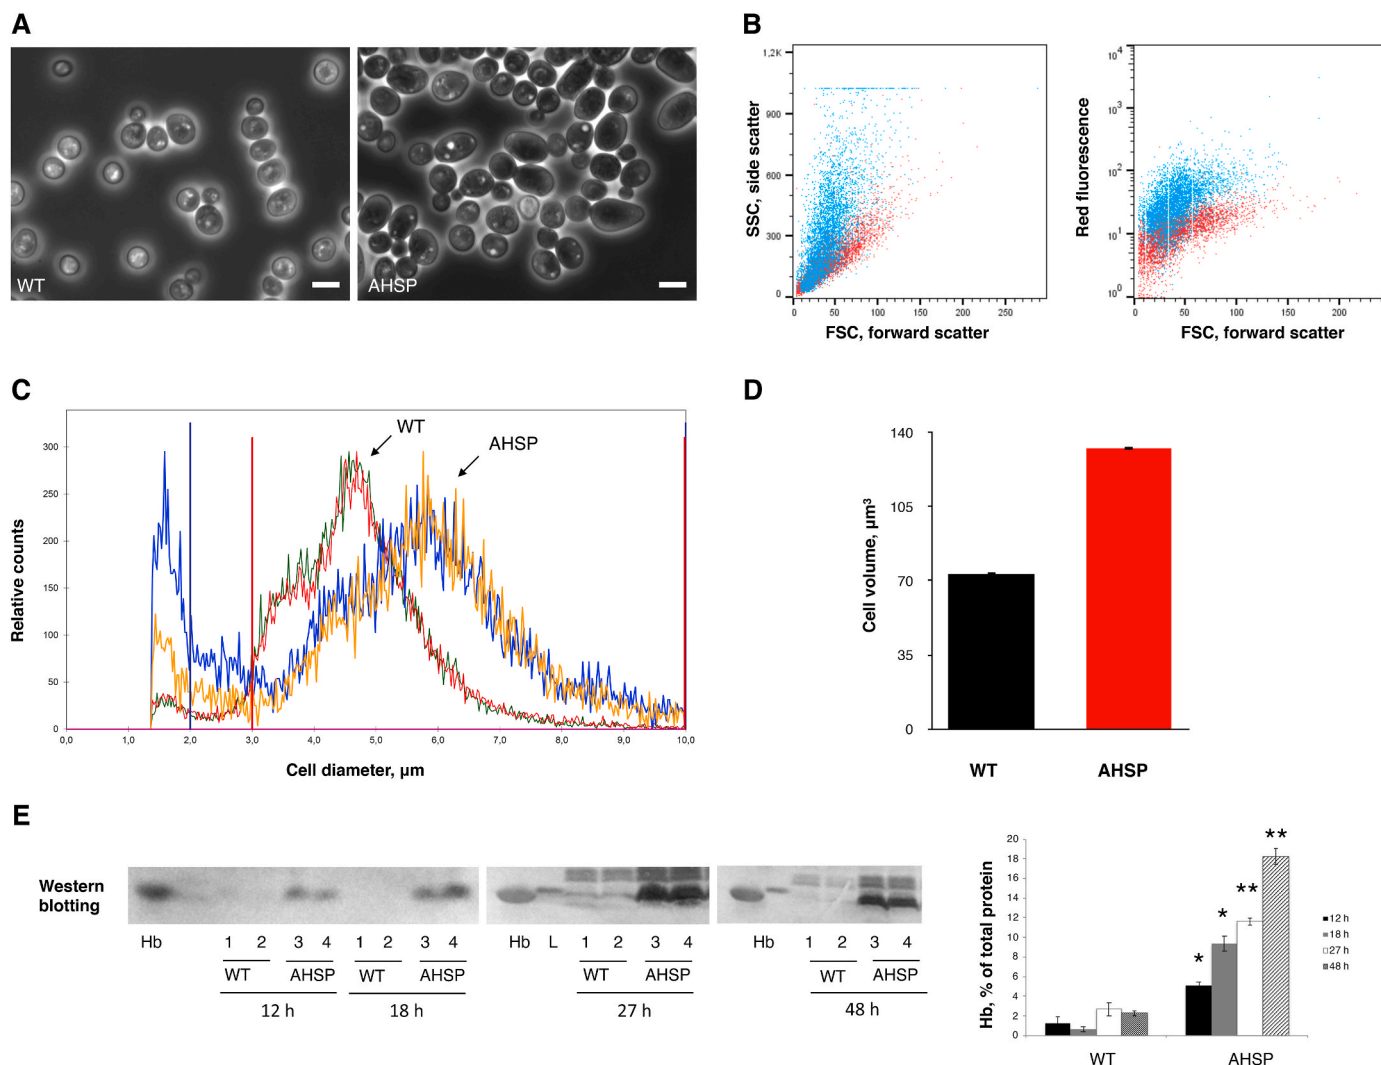 A
WT
AHSP
B
1,2K
900
600
300
0
SSC, side scatter
0 50 100 150 200 250
FSC, forward scatter
10^4
10^3
10^2
10^1
10^0
Red fluorescence
0 50 100 150 200
FSC, forward scatter
C
WT
AHSP
300
250
200
150
100
50
0
Relative counts
0,0 1,0 2,0 3,0 4,0 5,0 6,0 7,0 8,0 9,0 10,0
Cell diameter, µm
D
140
105
70
35
0
Cell volume, µm³
WT AHSP
E
Western
blotting
Hb 1 2 3 4 1 2 3 4
WT AHSP WT AHSP
12 h 18 h
Hb L 1 2 3 4
WT AHSP
27 h
Hb 1 2 3 4
WT AHSP
48 h
20
18
16
14
12
10
8
6
4
2
0
Hb, % of total protein
* * ** **
12 h
18 h
27 h
48 h
WT AHSP